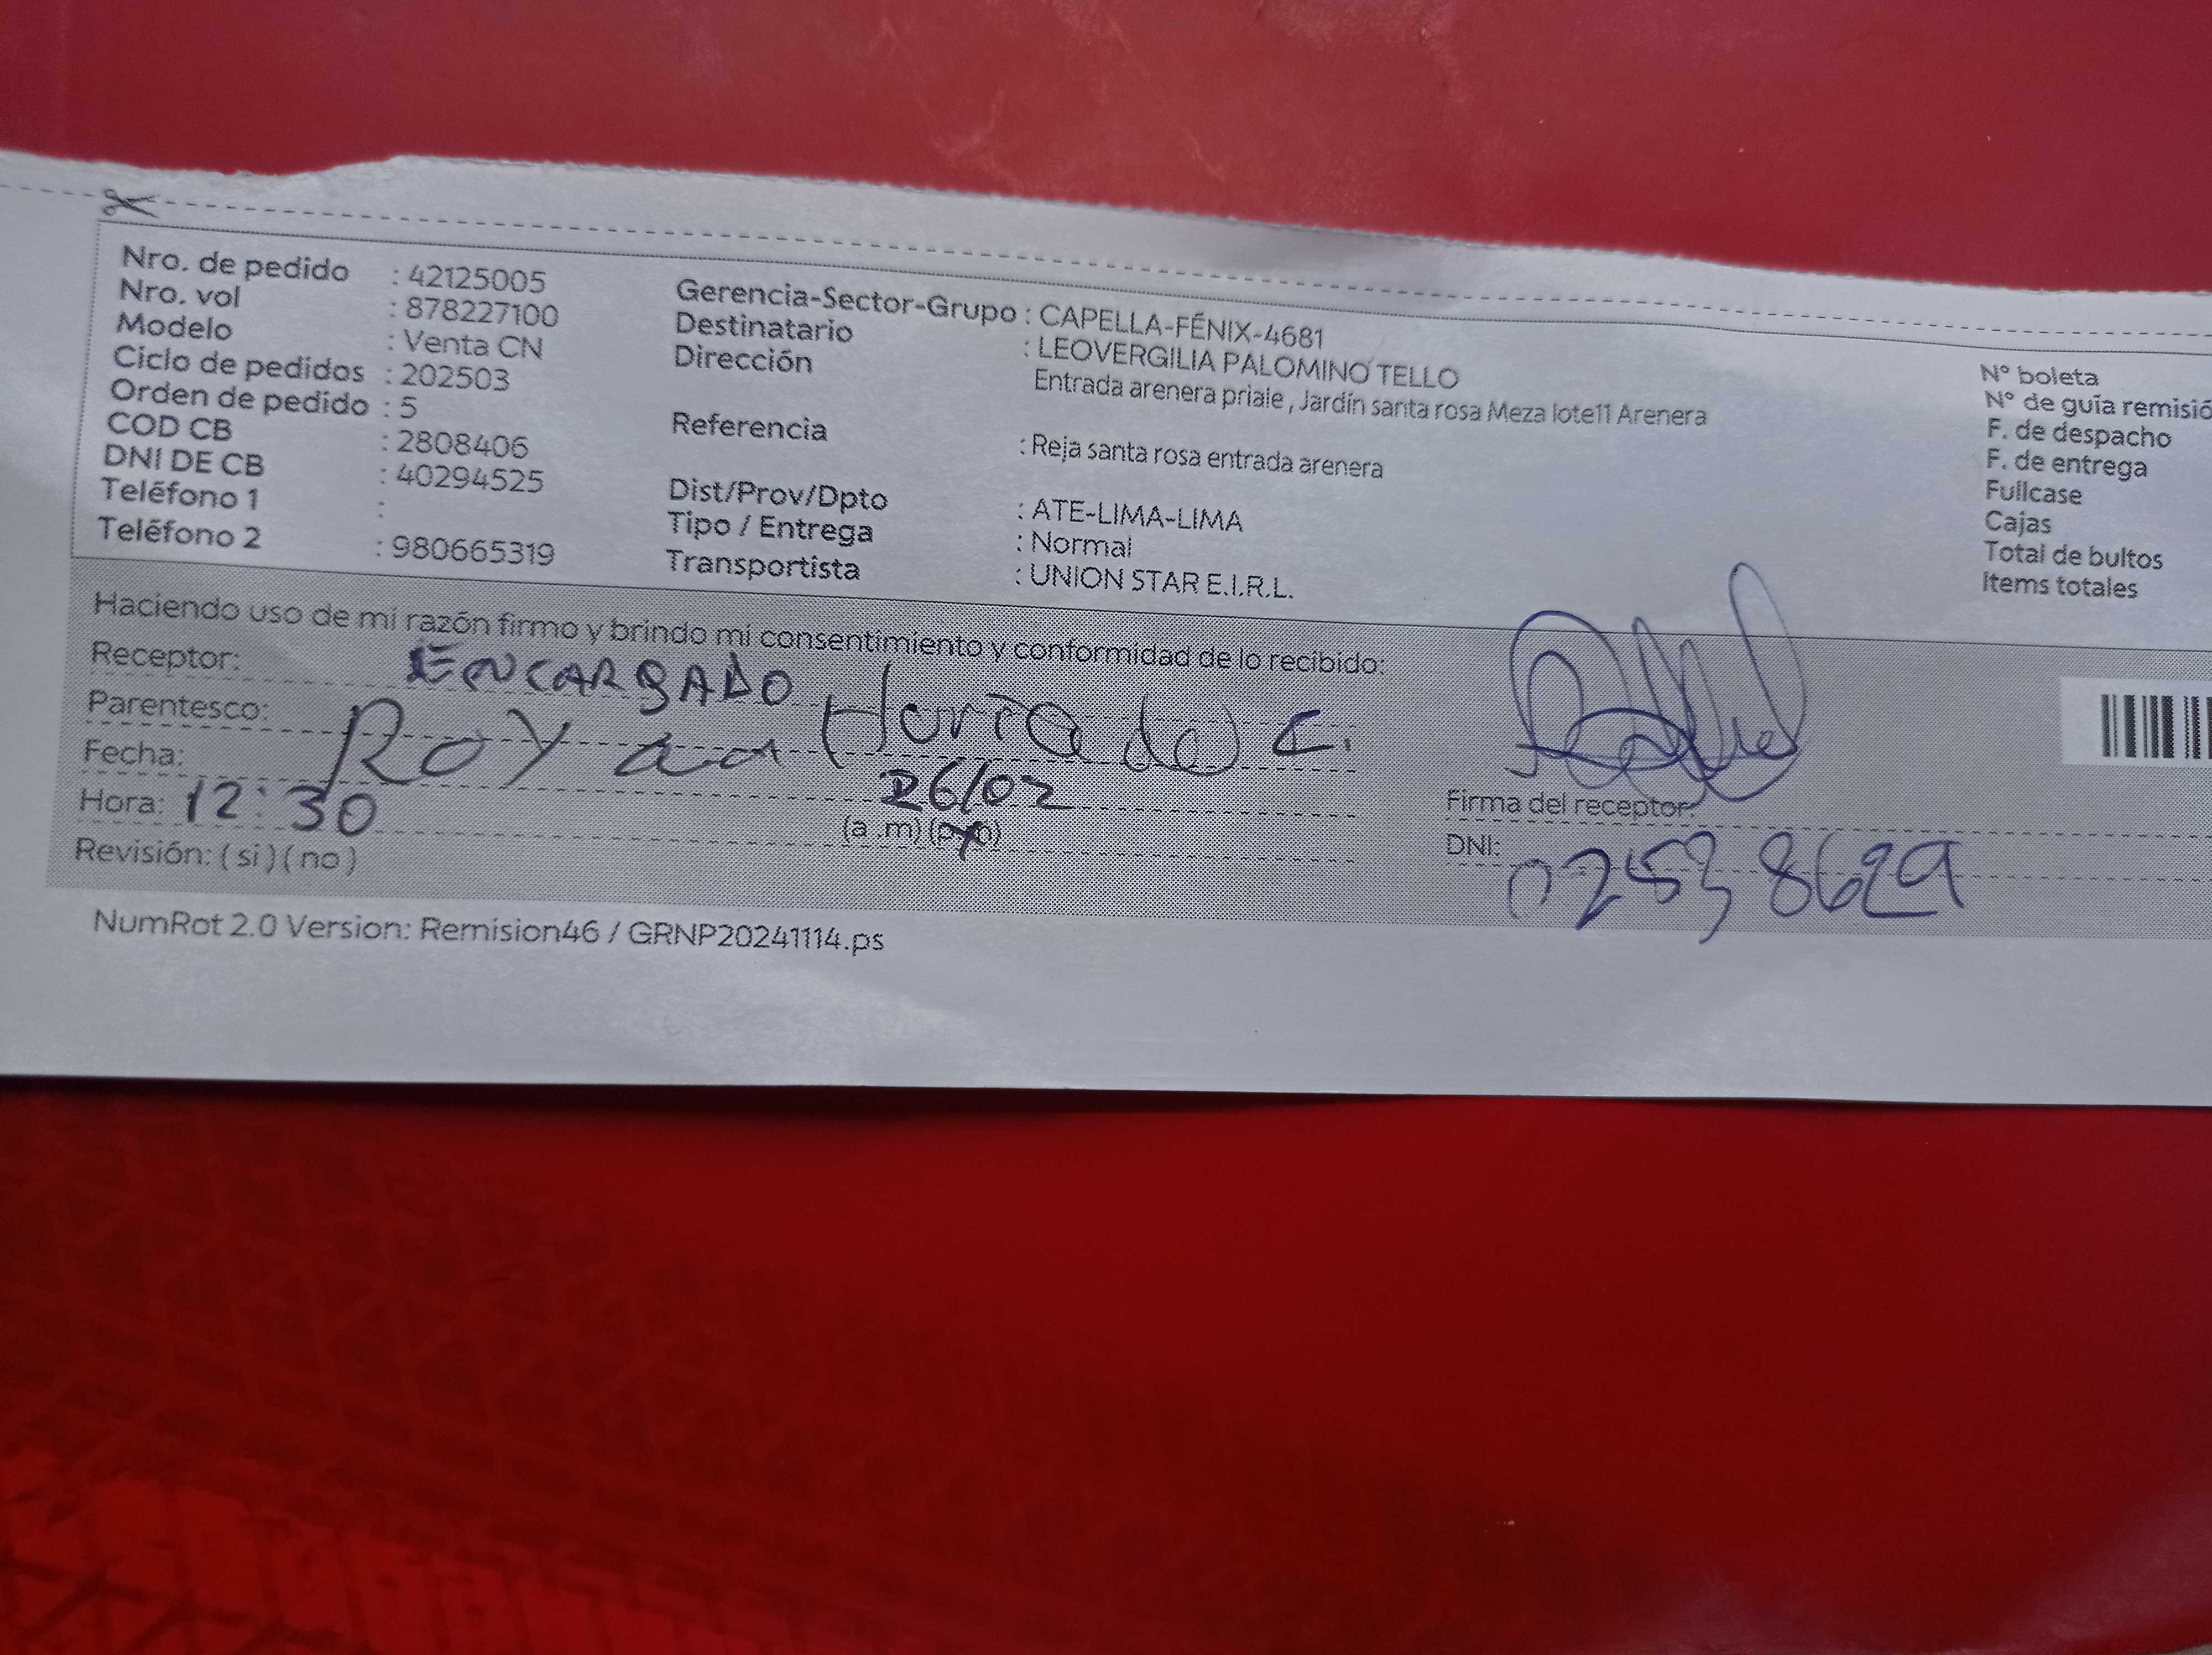 Nro. de pedido : 42125005
Nro. vol : 878227100
Modelo : Venta CN
Ciclo de pedidos : 202503
Orden de pedido : 5
COD CB : 2808406
DNI DE CB : 40294525
Teléfono 1 :
Teléfono 2 : 980665319
Gerencia-Sector-Grupo : CAPELLA-FÉNIX-4681
Destinatario : LEOVERGILIA PALOMINO TELLO
Dirección Entrada arenera priale , Jardín santa rosa Meza lote11 Arenera
Referencia : Reja santa rosa entrada arenera
Dist/Prov/Dpto : ATE-LIMA-LIMA
Tipo / Entrega : Normal
Transportista : UNION STAR E.I.R.L.
N° boleta
N° de guía remisió
F. de despacho
F. de entrega
Fullcase
Cajas
Total de bultos
Items totales
Haciendo uso de mi razón firmo y brindo mi consentimiento y conformidad de lo recibido:
Receptor: ENCARGADO
Parentesco: ROY Hurtado C.
Fecha: 26/02
Hora: 12:30 (a .m) (p.m)
Revisión: ( si ) ( no )
Firma del receptor:
DNI: 02538629
NumRot 2.0 Version: Remision46 / GRNP20241114.ps